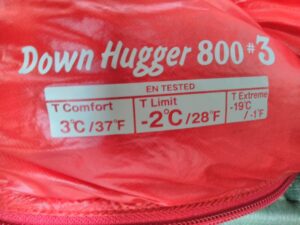 Down Hugger 800 #3
EN TESTED
T Comfort
3℃/37°F
T Limit
-2℃/28°F
T Extreme
-19℃
/-1°F